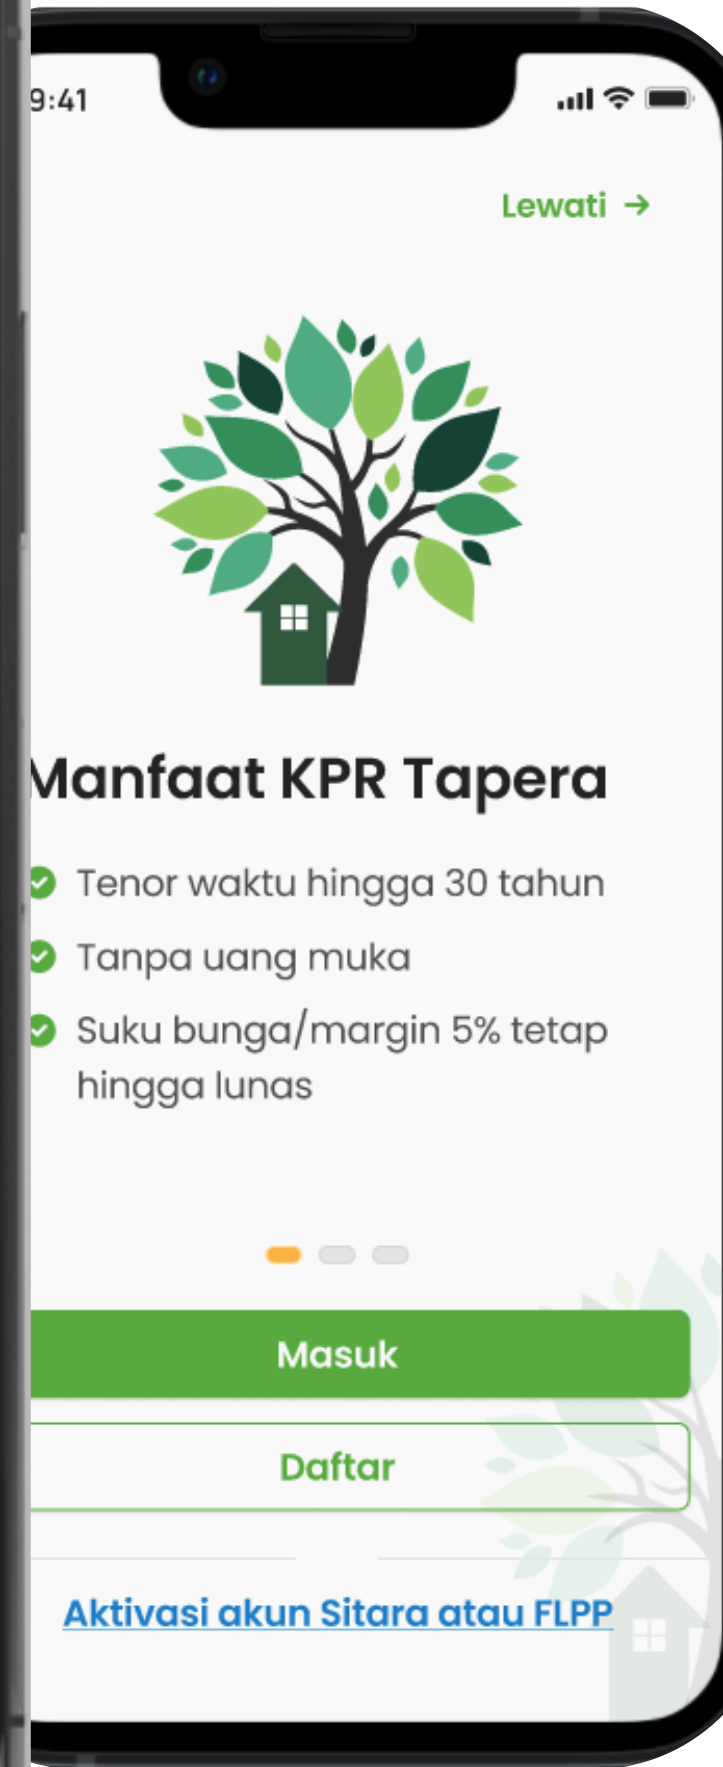 9:41
Lewati →
Manfaat KPR Tapera
Tenor waktu hingga 30 tahun
Tanpa uang muka
Suku bunga/margin 5% tetap
hingga lunas
Masuk
Daftar
Aktivasi akun Sitara atau FLPP